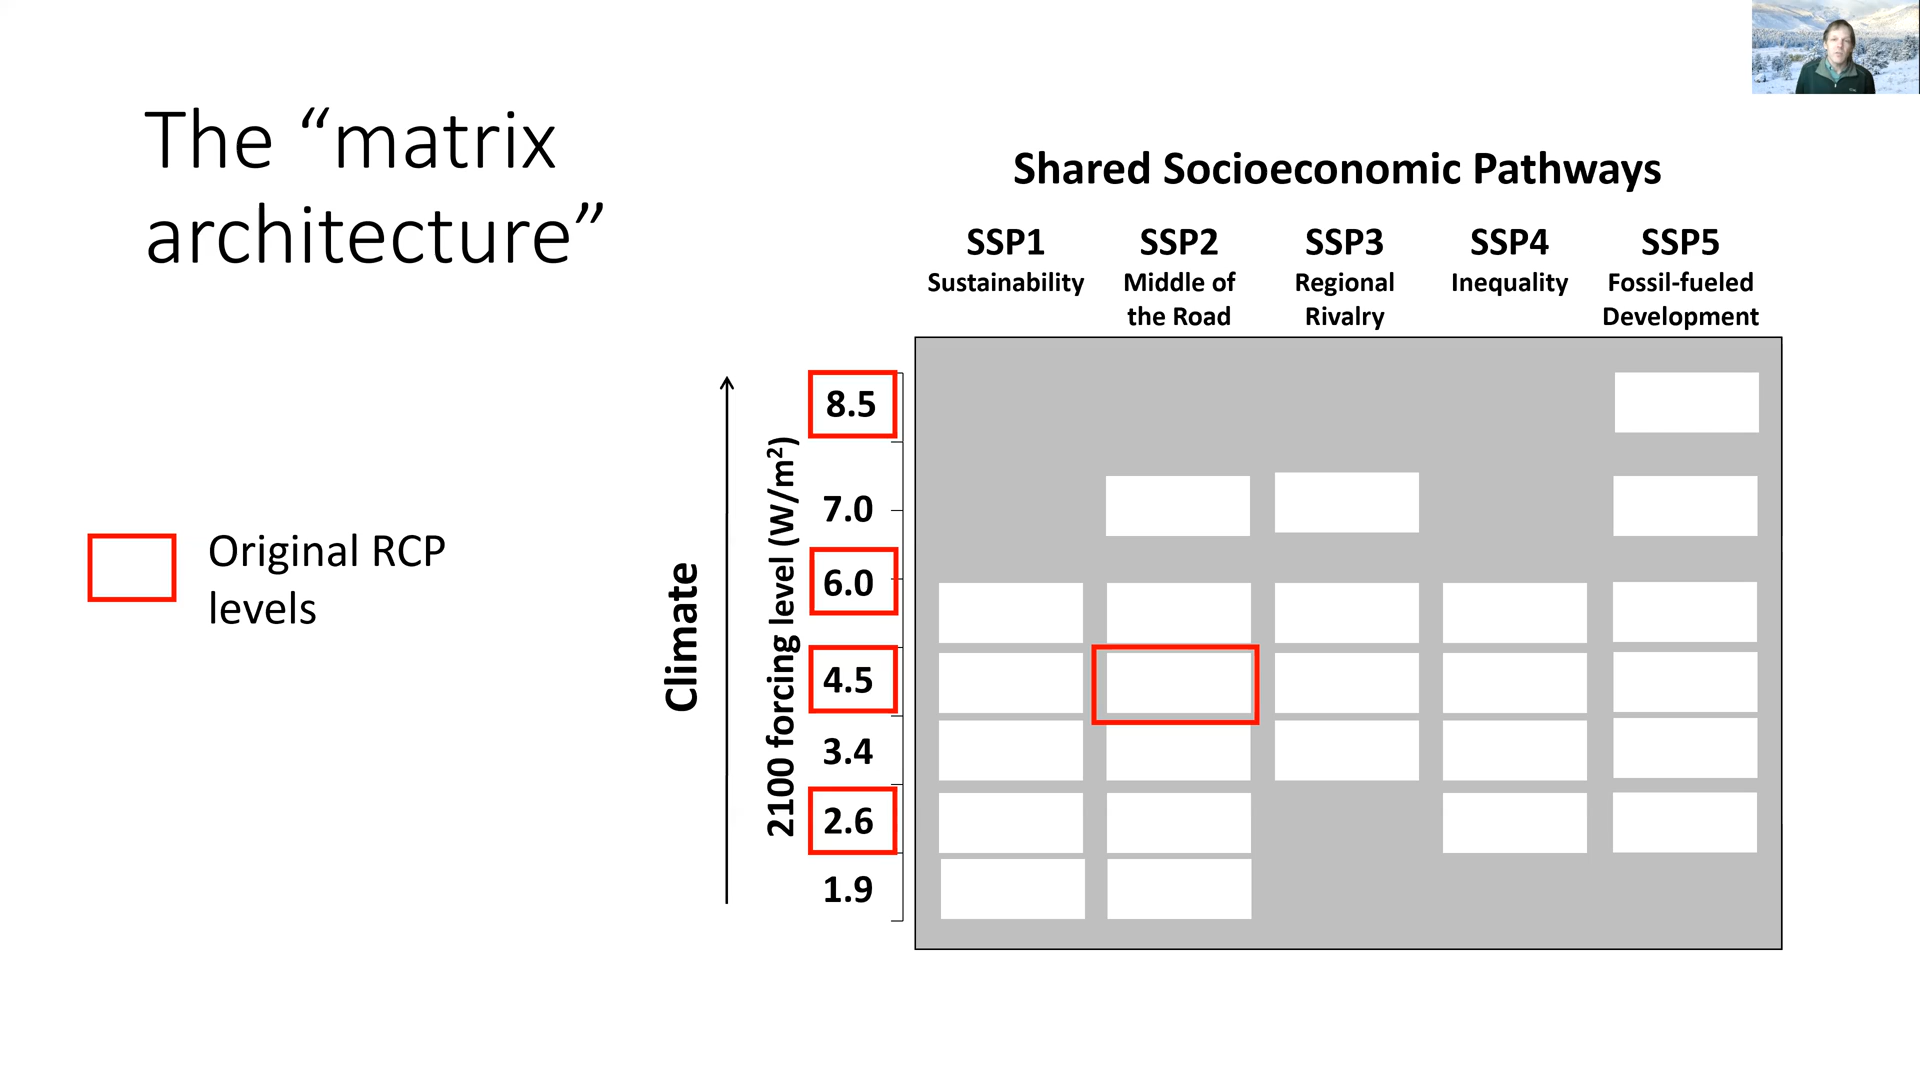 The “matrix
architecture”
Shared Socioeconomic Pathways
SSP1 SSP2 SSP3 SSP4 SSP5
Sustainability Middle of Regional Inequality Fossil-fueled
the Road Rivalry Development
Original RCP
levels
Climate
2100 forcing level (W/m²)
8.5
7.0
6.0
4.5
3.4
2.6
1.9